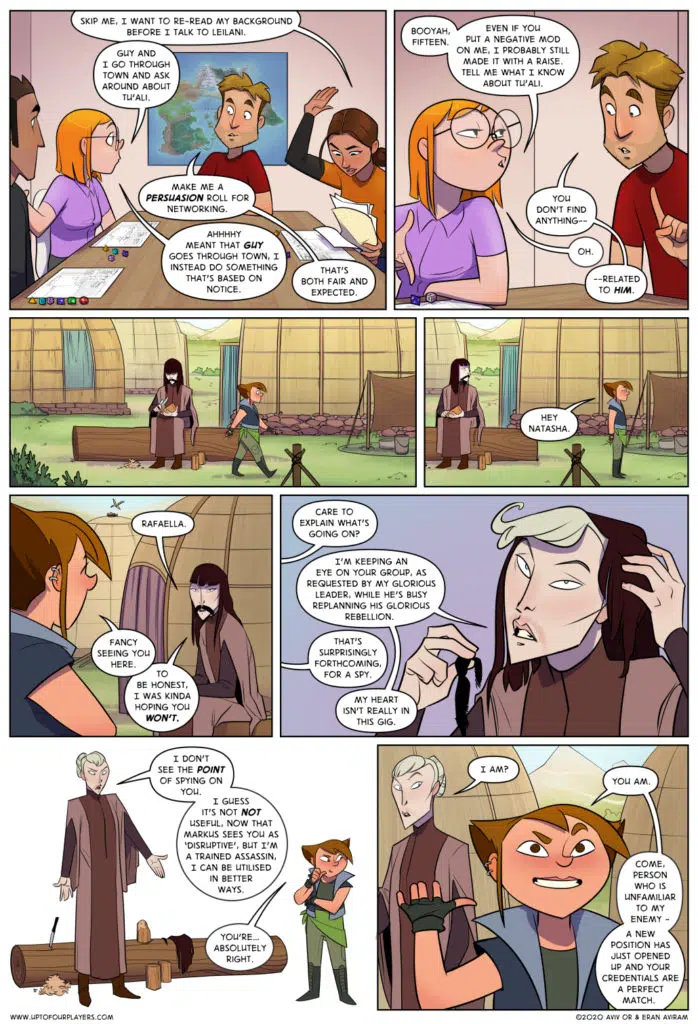 SKIP ME, I WANT TO RE-READ MY BACKGROUND
BEFORE I TALK TO LEILANI.
GUY AND
I GO THROUGH
TOWN AND ASK
AROUND ABOUT
TU'ALI.
MAKE ME A
PERSUASION ROLL FOR
NETWORKING.
AHHHHY
MEANT THAT GUY
GOES THROUGH TOWN, I
INSTEAD DO SOMETHING
THAT'S BASED ON
NOTICE.
THAT'S
BOTH FAIR AND
EXPECTED.
BOOYAH,
FIFTEEN.
EVEN IF YOU
PUT A NEGATIVE MOD
ON ME, I PROBABLY STILL
MADE IT WITH A RAISE.
TELL ME WHAT I KNOW
ABOUT TU'ALI.
YOU
DON'T FIND
ANYTHING--
OH.
--RELATED
TO HIM.
HEY
NATASHA.
RAFAELLA.
FANCY
SEEING YOU
HERE.
TO
BE HONEST,
I WAS KINDA
HOPING YOU
WON'T.
CARE TO
EXPLAIN WHAT'S
GOING ON?
I'M KEEPING AN
EYE ON YOUR GROUP, AS
REQUESTED BY MY GLORIOUS
LEADER, WHILE HE'S BUSY
REPLANNING HIS GLORIOUS
REBELLION.
THAT'S
SURPRISINGLY
FORTHCOMING,
FOR A SPY.
MY HEART
ISN'T REALLY IN
THIS GIG.
I DON'T
SEE THE POINT
OF SPYING ON
YOU.
I GUESS
IT'S NOT NOT
USEFUL, NOW THAT
MARKUS SEES YOU AS
'DISRUPTIVE', BUT I'M
A TRAINED ASSASSIN,
I CAN BE UTILISED
IN BETTER
WAYS.
YOU'RE...
ABSOLUTELY
RIGHT.
I AM?
YOU AM.
COME,
PERSON
WHO IS
UNFAMILIAR
TO MY
ENEMY -
A NEW
POSITION HAS
JUST OPENED
UP AND YOUR
CREDENTIALS ARE
A PERFECT
MATCH.
WWW.UPTOFOURPLAYERS.COM
©2020 AVIV OR & ERAN AVIRAM